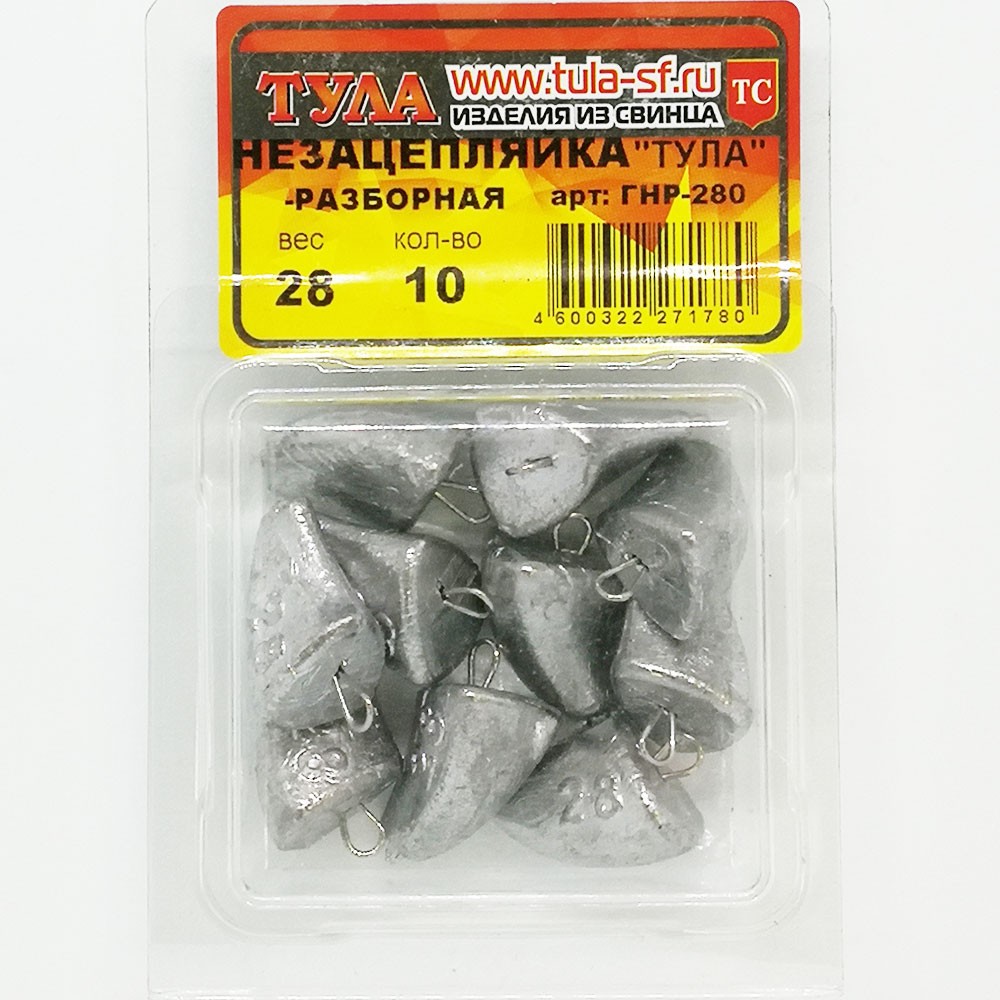 ТУЛА www.tula-sf.ru
ИЗДЕЛИЯ ИЗ СВИНЦА ТС
НЕЗАЦЕПЛЯЙКА "ТУЛА"
-РАЗБОРНАЯ арт: ГНР-280
вес кол-во
28 10
4 600322 271780
28
8
28